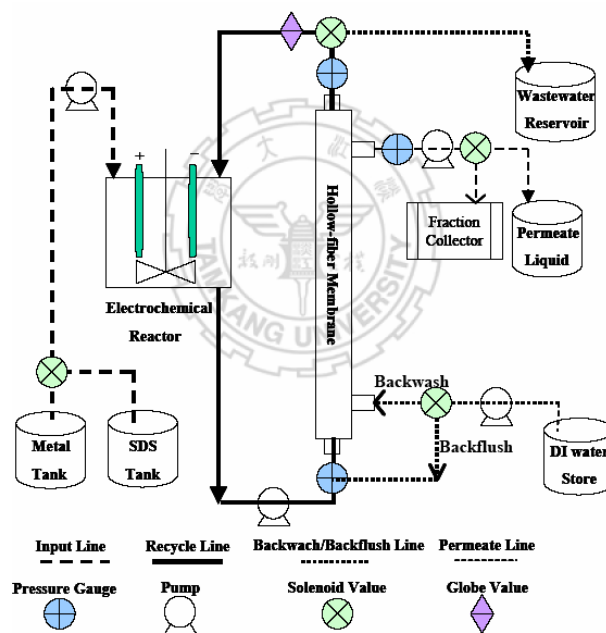 Wastewater
Reservoir
+
−
Hollow-fiber Membrane
Fraction
Collector
Permeate
Liquid
Electrochemical
Reactor
TAMKANG UNIVERSITY
Backwash
Backflush
Metal
Tank
SDS
Tank
DI water
Store
Input Line
Recycle Line
Backwach/Backflush Line
Permeate Line
Pressure Gauge
Pump
Solenoid Value
Globe Value